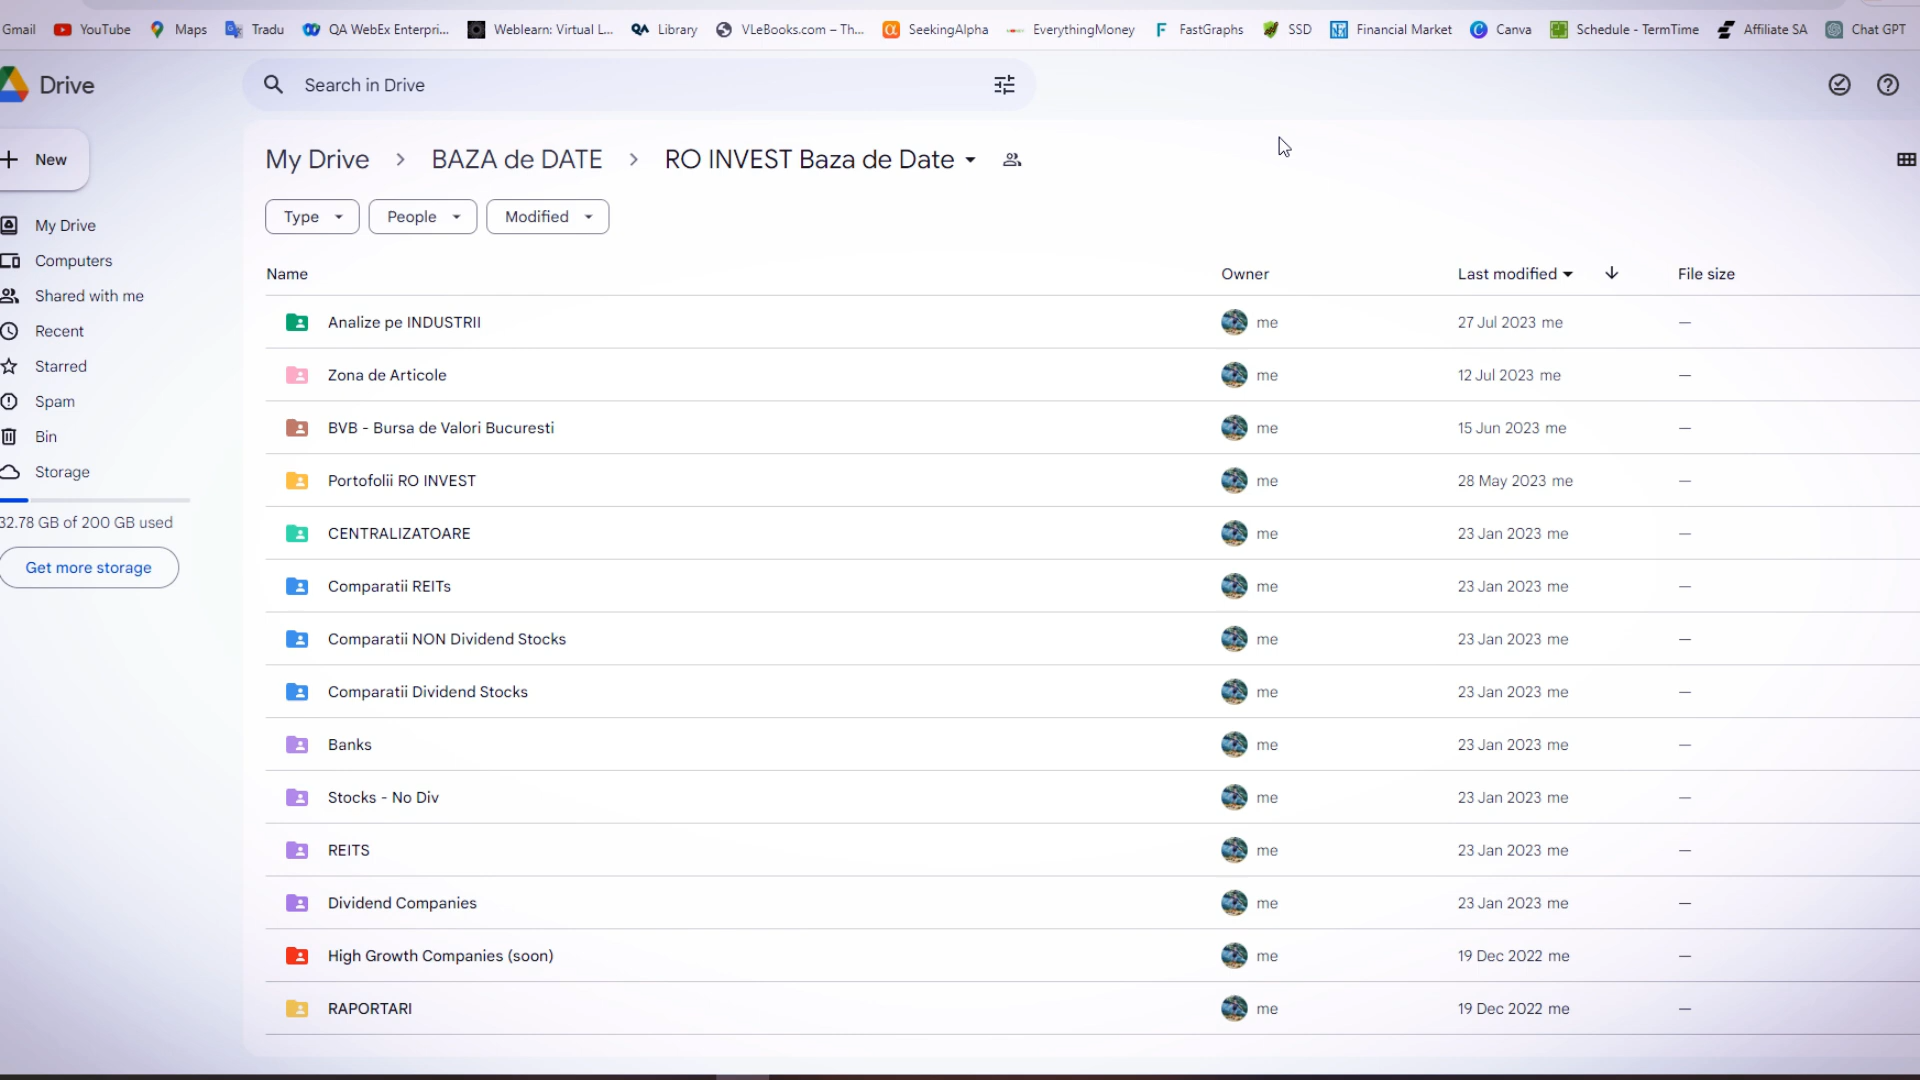 Gmail YouTube Maps Tradu QA WebEx Enterpri... Weblearn: Virtual L... QA Library VLeBooks.com – Th... SeekingAlpha EverythingMoney FastGraphs SSD Financial Market Canva Schedule - TermTime Affiliate SA Chat GPT
Drive Search in Drive
New
My Drive > BAZA de DATE > RO INVEST Baza de Date
Type People Modified
My Drive
Computers
Shared with me
Recent
Starred
Spam
Bin
Storage
32.78 GB of 200 GB used
Get more storage
Name Owner Last modified File size
Analize pe INDUSTRII me 27 Jul 2023 me —
Zona de Articole me 12 Jul 2023 me —
BVB - Bursa de Valori Bucuresti me 15 Jun 2023 me —
Portofolii RO INVEST me 28 May 2023 me —
CENTRALIZATOARE me 23 Jan 2023 me —
Comparatii REITs me 23 Jan 2023 me —
Comparatii NON Dividend Stocks me 23 Jan 2023 me —
Comparatii Dividend Stocks me 23 Jan 2023 me —
Banks me 23 Jan 2023 me —
Stocks - No Div me 23 Jan 2023 me —
REITS me 23 Jan 2023 me —
Dividend Companies me 23 Jan 2023 me —
High Growth Companies (soon) me 19 Dec 2022 me —
RAPORTARI me 19 Dec 2022 me —